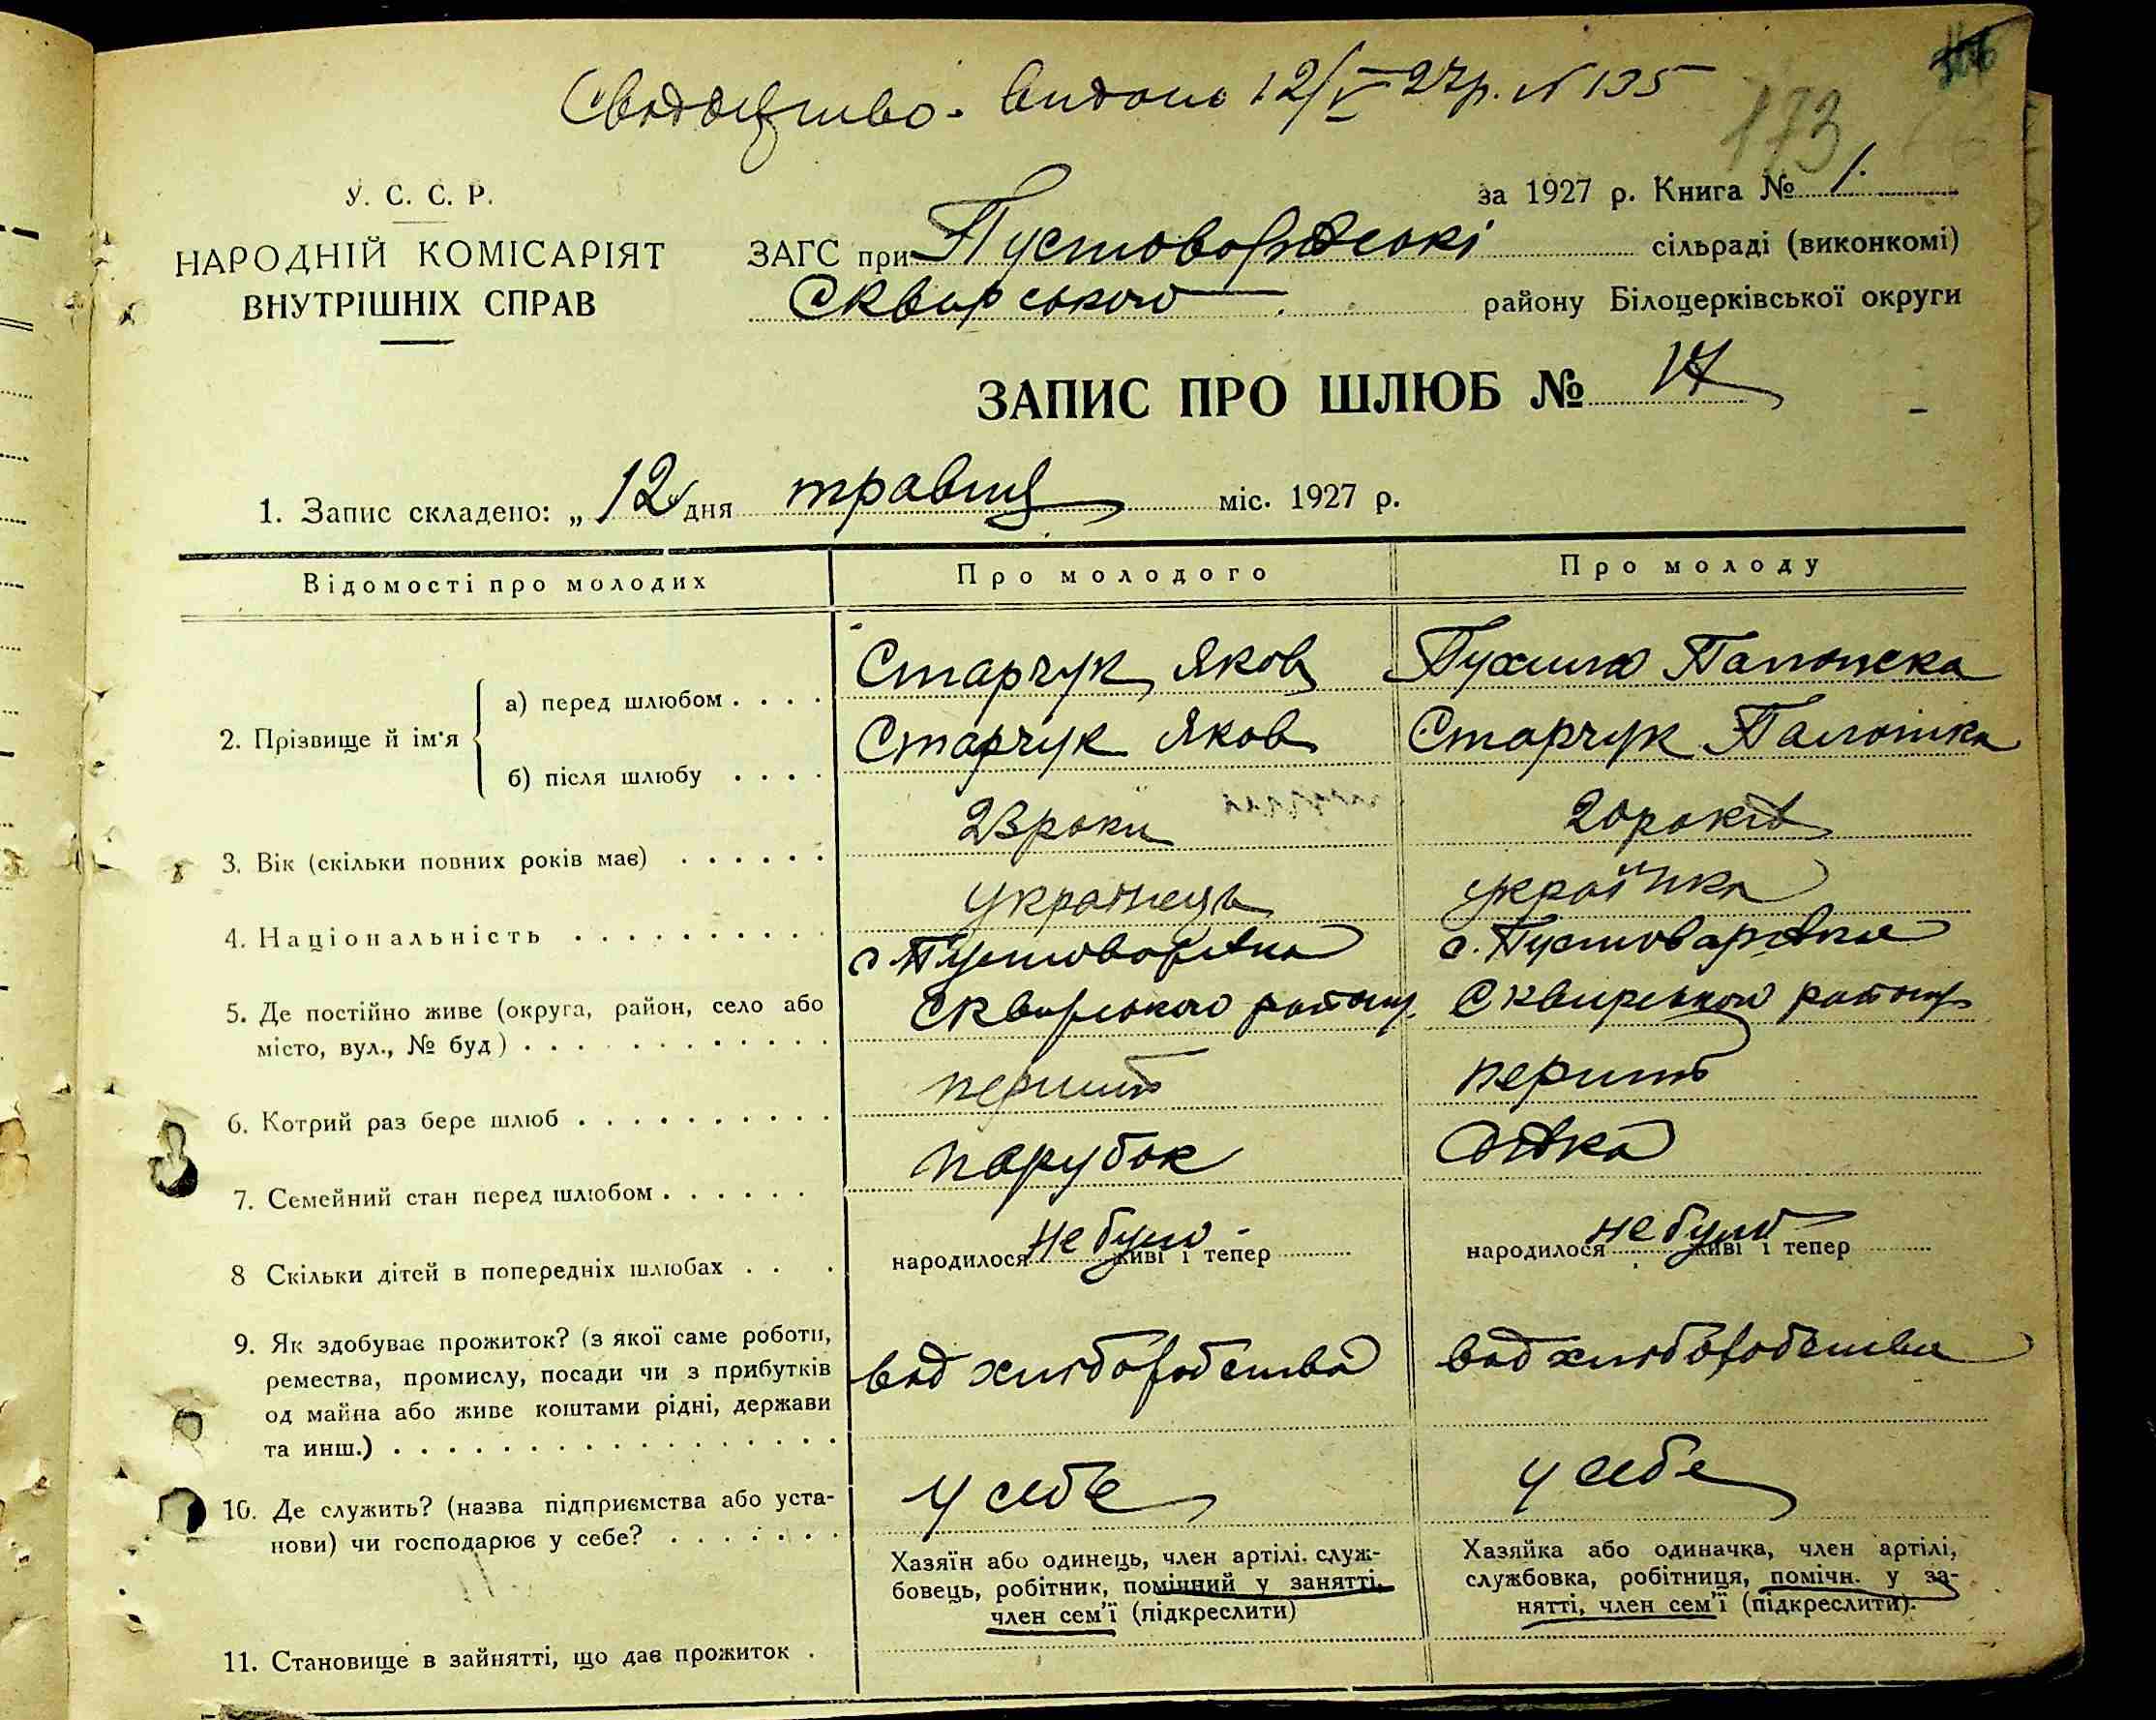 видано 12/V 27р. N 135
173
У. С. С. Р.
НАРОДНІЙ КОМІСАРІЯТ
ВНУТРІШНІХ СПРАВ
за 1927 р. Книга № 1.
ЗАГС при Пустоварівські сільраді (виконкомі)
Сквирського району Білоцерківської округи
ЗАПИС ПРО ШЛЮБ № 17
1. Запис складено: „ 12 дня травня міс. 1927 р.
Відомості про молодих Про молодого Про молоду
2. Прізвище й ім'я
а) перед шлюбом . . . . Старчук Яков
б) після шлюбу . . . . Старчук Яков Старчук
3. Вік (скільки повних років має) . . . . . . 23 роки 20 років
4. Національність . . . . . . . . . . українець українка
5. Де постійно живе (округа, район, село або місто, вул., № буд) . . . . . . . . . . . .
с. Пустоварівка с. Пустоварівка
Сквирського району Сквирського району
6. Котрий раз бере шлюб . . . . . . . . . . перший перший
7. Семейний стан перед шлюбом . . . . . . парубок дівка
8 Скільки дітей в попередніх шлюбах . . . народилося не було живі і тепер народилося не було живі і тепер
9. Як здобуває прожиток? (з якої саме роботи,
ремества, промислу, посади чи з прибутків
од майна або живе коштами рідні, держави
та инш.) . . . . . . . . . . . . . . . . .
від хліборобства від хліборобства
10. Де служить? (назва підприємства або уста-
нови) чи господарює у себе? . . . . . . .
у себе у себе
Хазяїн або одинець, член артілі. служ-
бовець, робітник, помічний у занятті,
член сем'ї (підкреслити)
Хазяйка або одиначка, член артілі,
службовка, робітниця, помічн. у за-
нятті, член сем'ї (підкреслити).
11. Становище в зайнятті, що дає прожиток .